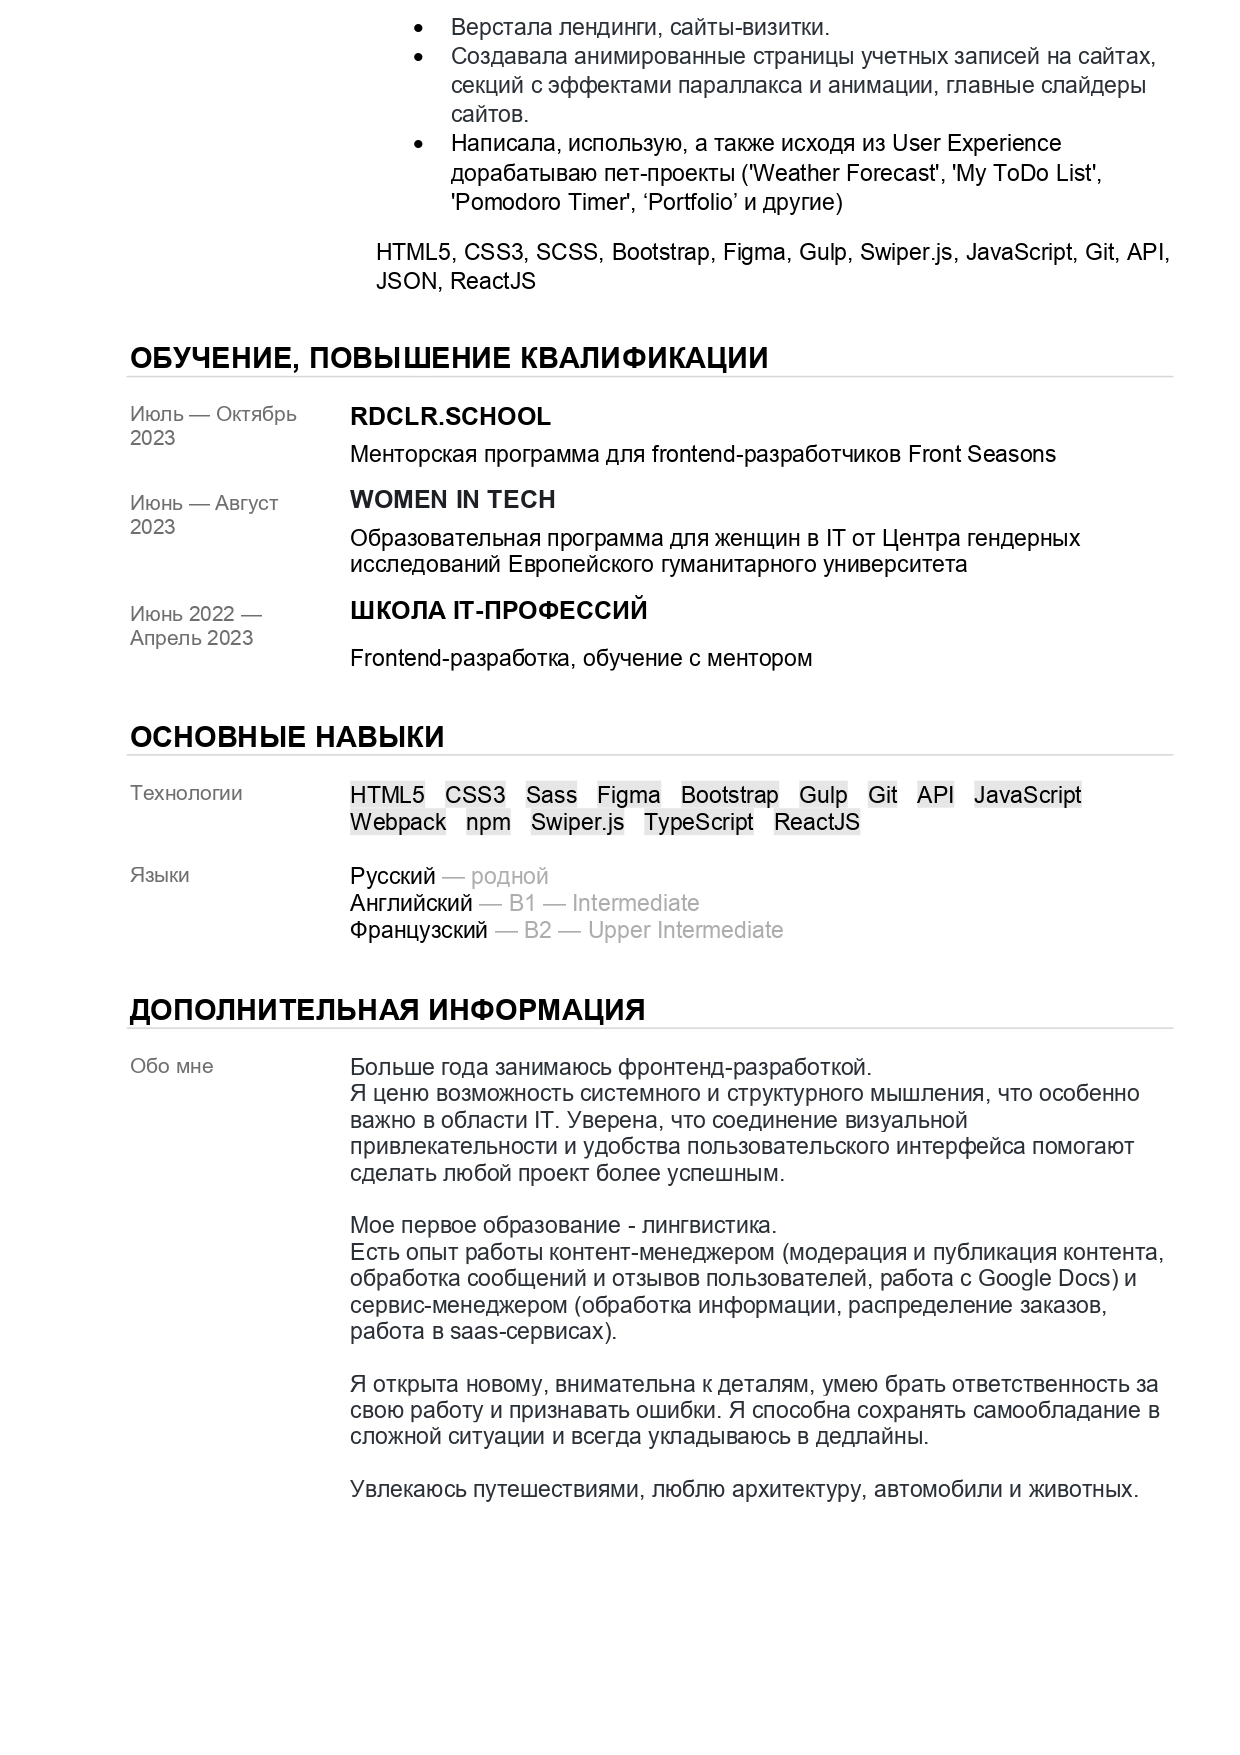 • Верстала лендинги, сайты-визитки.
• Создавала анимированные страницы учетных записей на сайтах,
секций с эффектами параллакса и анимации, главные слайдеры
сайтов.
• Написала, использую, а также исходя из User Experience
дорабатываю пет-проекты ('Weather Forecast', 'My ToDo List',
'Pomodoro Timer', ‘Portfolio’ и другие)
HTML5, CSS3, SCSS, Bootstrap, Figma, Gulp, Swiper.js, JavaScript, Git, API,
JSON, ReactJS
ОБУЧЕНИЕ, ПОВЫШЕНИЕ КВАЛИФИКАЦИИ
Июль — Октябрь
2023
RDCLR.SCHOOL
Менторская программа для frontend-разработчиков Front Seasons
Июнь — Август
2023
WOMEN IN TECH
Образовательная программа для женщин в IT от Центра гендерных
исследований Европейского гуманитарного университета
Июнь 2022 —
Апрель 2023
ШКОЛА IT-ПРОФЕССИЙ
Frontend-разработка, обучение с ментором
ОСНОВНЫЕ НАВЫКИ
Технологии
HTML5 CSS3 Sass Figma Bootstrap Gulp Git API JavaScript
Webpack npm Swiper.js TypeScript ReactJS
Языки
Русский — родной
Английский — B1 — Intermediate
Французский — B2 — Upper Intermediate
ДОПОЛНИТЕЛЬНАЯ ИНФОРМАЦИЯ
Обо мне
Больше года занимаюсь фронтенд-разработкой.
Я ценю возможность системного и структурного мышления, что особенно
важно в области IT. Уверена, что соединение визуальной
привлекательности и удобства пользовательского интерфейса помогают
сделать любой проект более успешным.
Мое первое образование - лингвистика.
Есть опыт работы контент-менеджером (модерация и публикация контента,
обработка сообщений и отзывов пользователей, работа с Google Docs) и
сервис-менеджером (обработка информации, распределение заказов,
работа в saas-сервисах).
Я открыта новому, внимательна к деталям, умею брать ответственность за
свою работу и признавать ошибки. Я способна сохранять самообладание в
сложной ситуации и всегда укладываюсь в дедлайны.
Увлекаюсь путешествиями, люблю архитектуру, автомобили и животных.